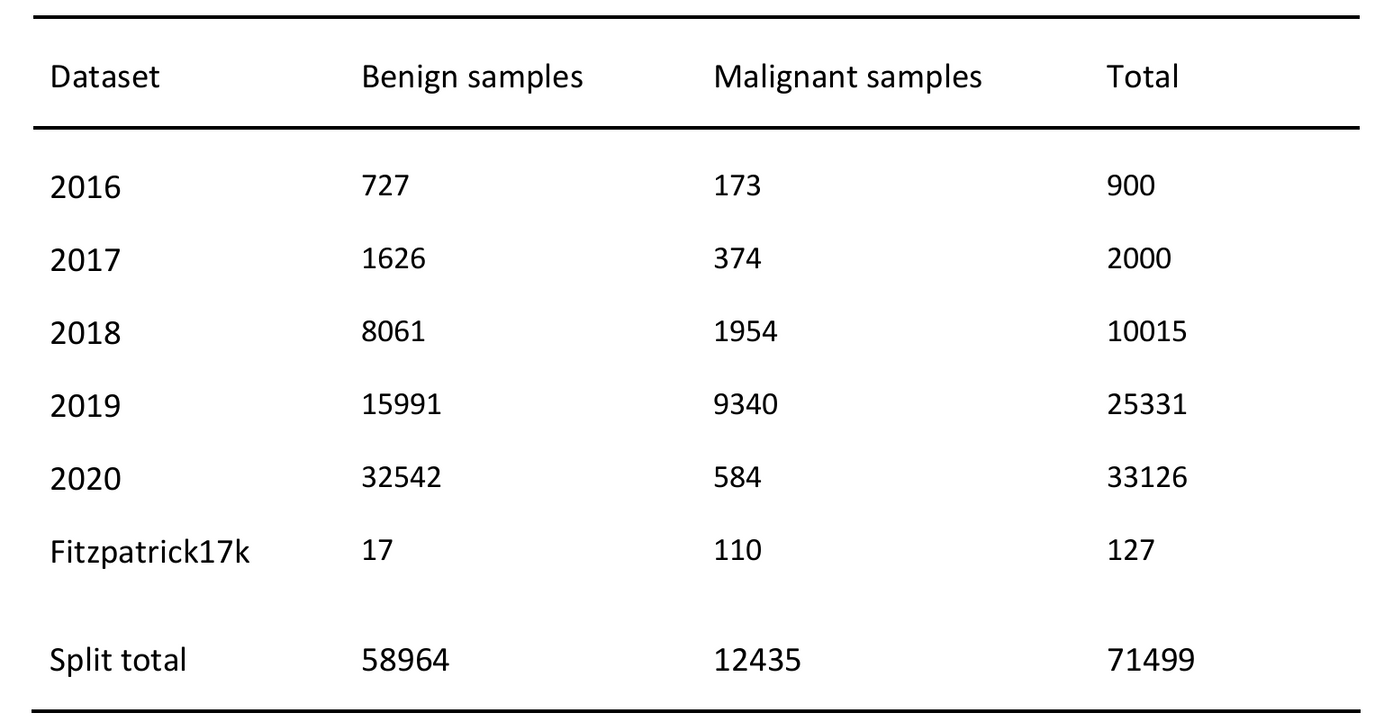 Dataset Benign samples Malignant samples Total
2016 727 173 900
2017 1626 374 2000
2018 8061 1954 10015
2019 15991 9340 25331
2020 32542 584 33126
Fitzpatrick17k 17 110 127
Split total 58964 12435 71499